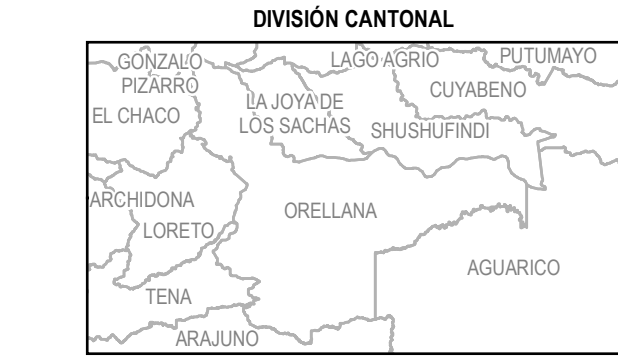 DIVISIÓN CANTONAL
GONZALO
PIZARRO
LAGO AGRIO
PUTUMAYO
CUYABENO
EL CHACO
LA JOYA DE
LOS SACHAS
SHUSHUFINDI
ARCHIDONA
LORETO
ORELLANA
AGUARICO
TENA
ARAJUNO